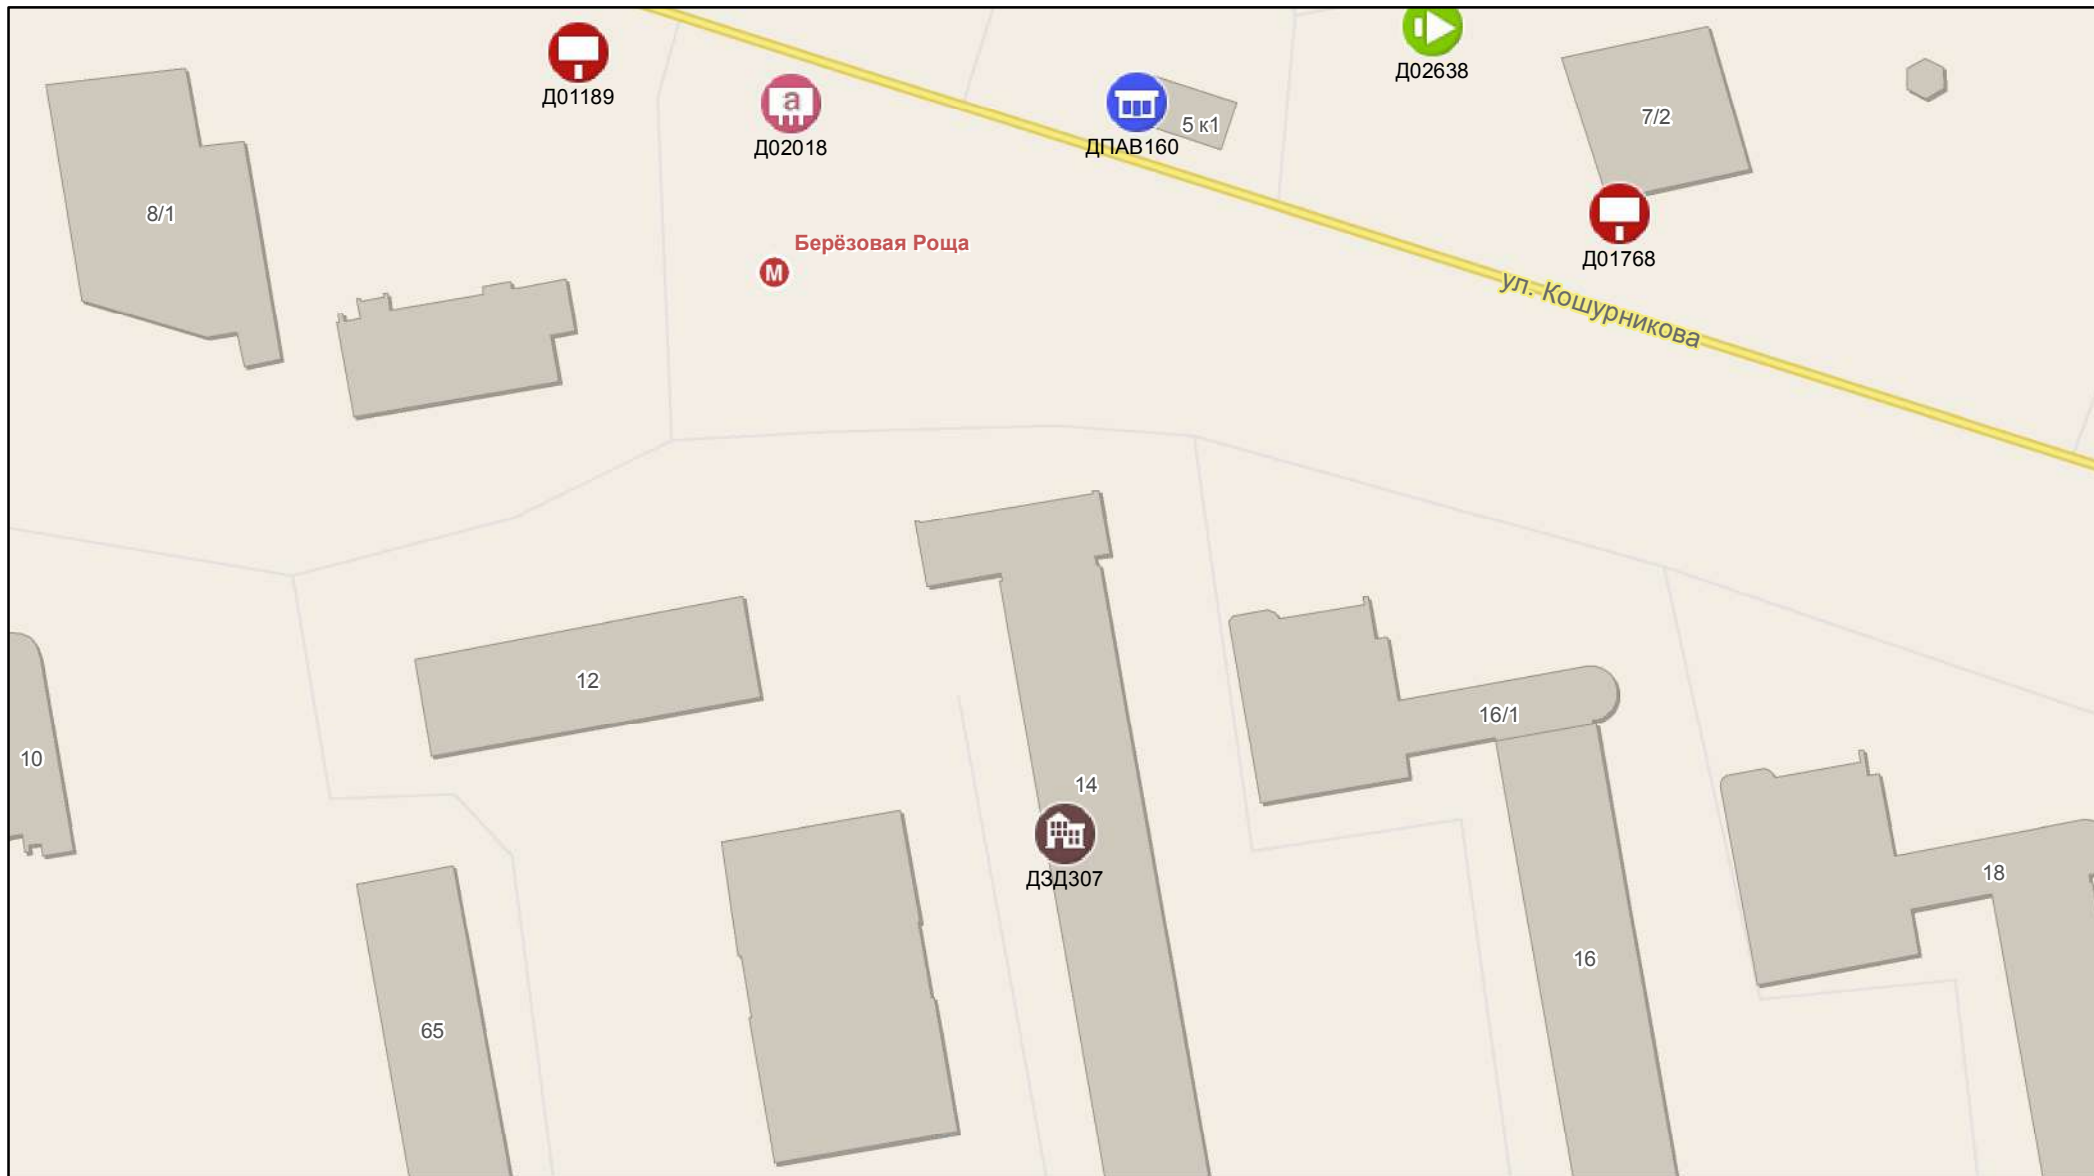 Д01189
Д02018
a
ДПАВ160
5 к1
Д02638
7/2
8/1
Берёзовая Роща
М
Д01768
ул. Кошурникова
12
10
14
16/1
ДЗД307
18
16
65